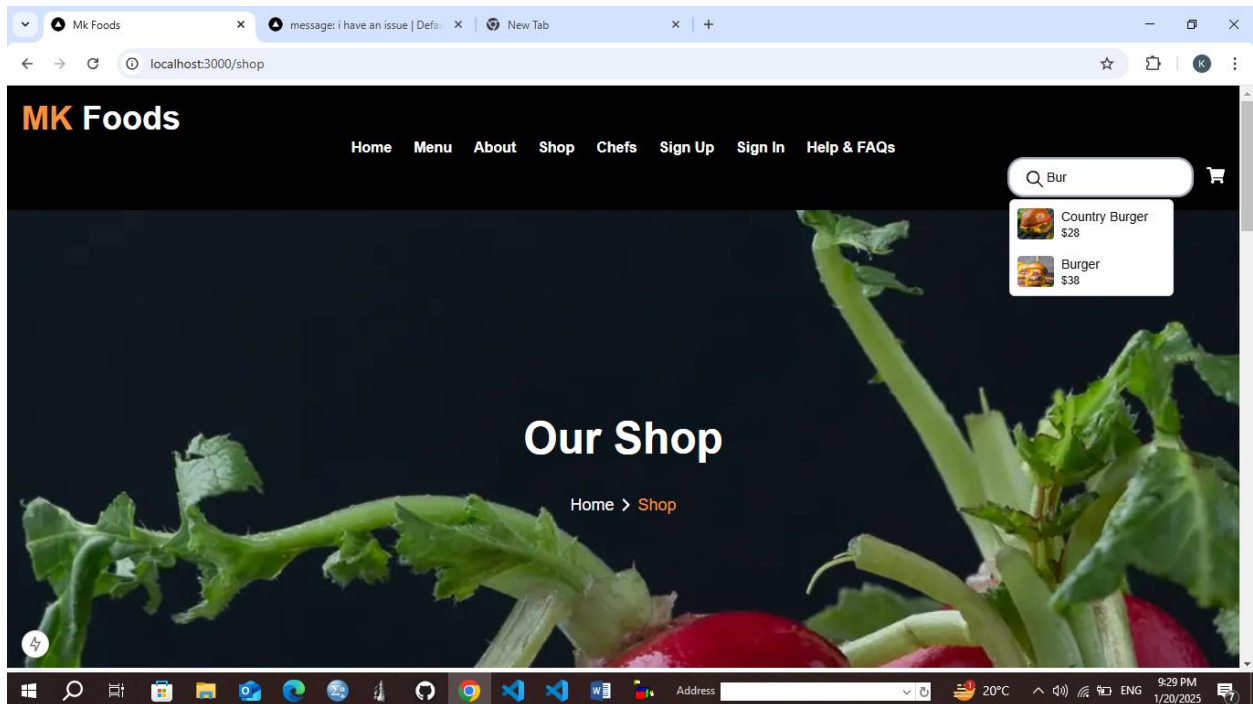 Mk Foods
message: i have an issue | Defau
New Tab
localhost:3000/shop
K
MK Foods
Home Menu About Shop Chefs Sign Up Sign In Help & FAQs
Bur
Country Burger
$28
Burger
$38
Our Shop
Home > Shop
Address
20°C
ENG
9:29 PM
1/20/2025
7